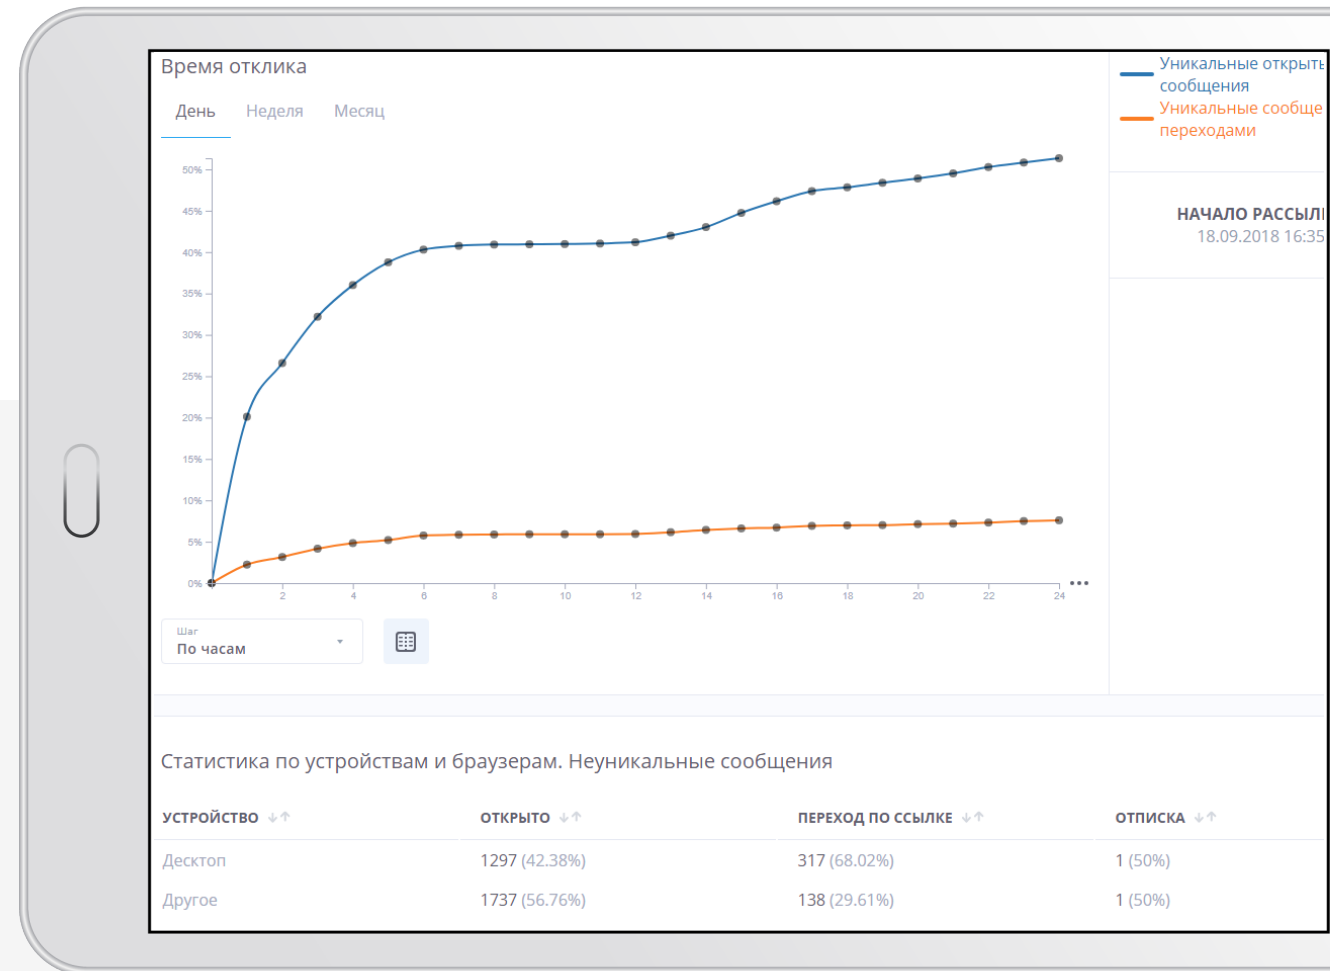 Время отклика
День Неделя Месяц
50%
45%
40%
35%
30%
25%
20%
15%
10%
5%
0%
2 4 6 8 10 12 14 16 18 20 22 24
Шаг
По часам
Уникальные
сообщения
Уникальные
переходами
НАЧАЛО
18.09.2018 16:35
Статистика по устройствам и браузерам. Неуникальные сообщения
УСТРОЙСТВО ОТКРЫТО ПЕРЕХОД ПО ССЫЛКЕ ОТПИСКА
Десктоп 1297 (42.38%) 317 (68.02%) 1 (50%)
Другое 1737 (56.76%) 138 (29.61%) 1 (50%)